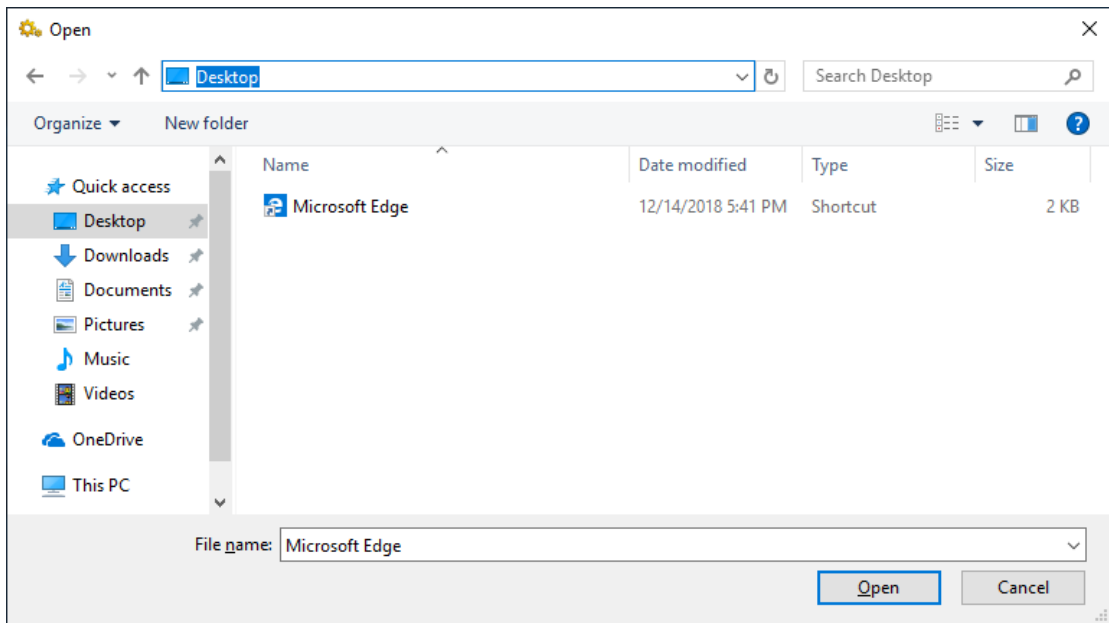 Open
Desktop
Search Desktop
Organize
New folder
Name
Date modified
Type
Size
Quick access
Desktop
Downloads
Documents
Pictures
Music
Videos
OneDrive
This PC
Microsoft Edge
12/14/2018 5:41 PM
Shortcut
2 KB
File name:
Microsoft Edge
Open
Cancel